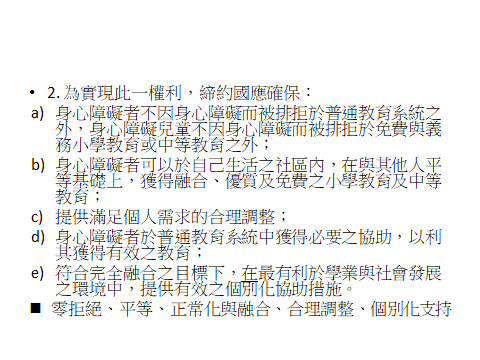 • 2. 為實現此一權利，締約國應確保：
a) 身心障礙者不因身心障礙而被排拒於普通教育系統之
外，身心障礙兒童不因身心障礙而被排拒於免費與義
務小學教育或中等教育之外；
b) 身心障礙者可以於自己生活之社區內，在與其他人平
等基礎上，獲得融合、優質及免費之小學教育及中等
教育；
c) 提供滿足個人需求的合理調整；
d) 身心障礙者於普通教育系統中獲得必要之協助，以利
其獲得有效之教育；
e) 符合完全融合之目標下，在最有利於學業與社會發展
之環境中，提供有效之個別化協助措施。
■ 零拒絕、平等、正常化與融合、合理調整、個別化支持